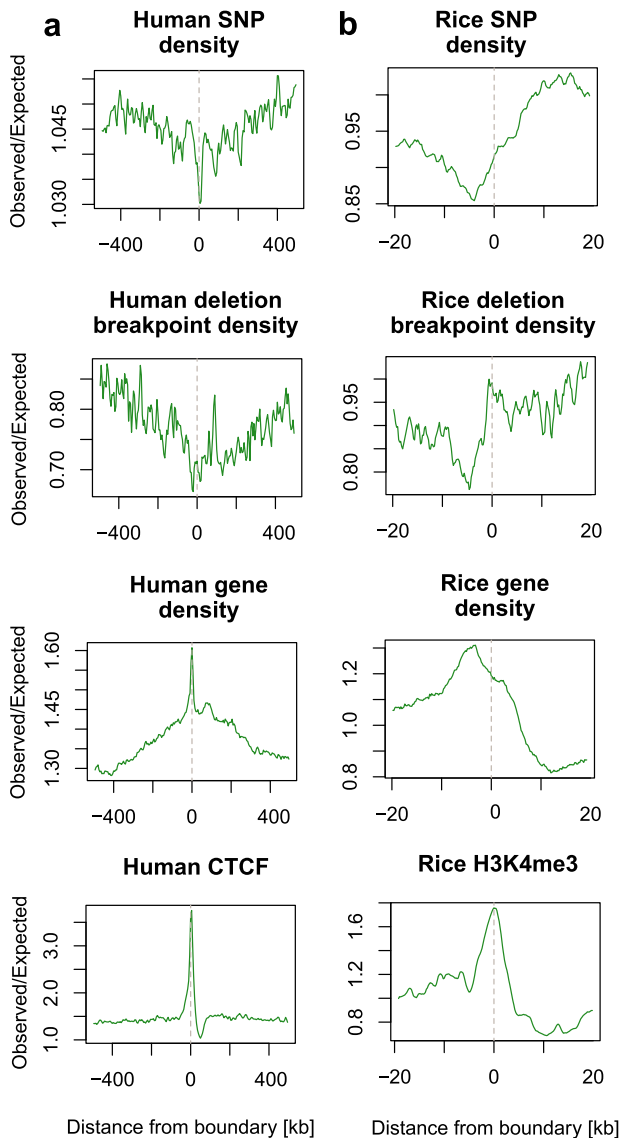 a
Human SNP
density
b
Rice SNP
density
Observed/Expected
1.045
1.030
−400
0
400
0.95
0.85
−20
0
20
Human deletion
breakpoint density
Rice deletion
breakpoint density
Observed/Expected
0.80
0.70
−400
0
400
0.95
0.80
−20
0
20
Human gene
density
Rice gene
density
Observed/Expected
1.60
1.45
1.30
−400
0
400
1.2
1.0
0.8
−20
0
20
Human CTCF
Rice H3K4me3
Observed/Expected
3.0
2.0
1.0
−400
0
400
1.6
1.2
0.8
−20
0
20
Distance from boundary [kb]
Distance from boundary [kb]